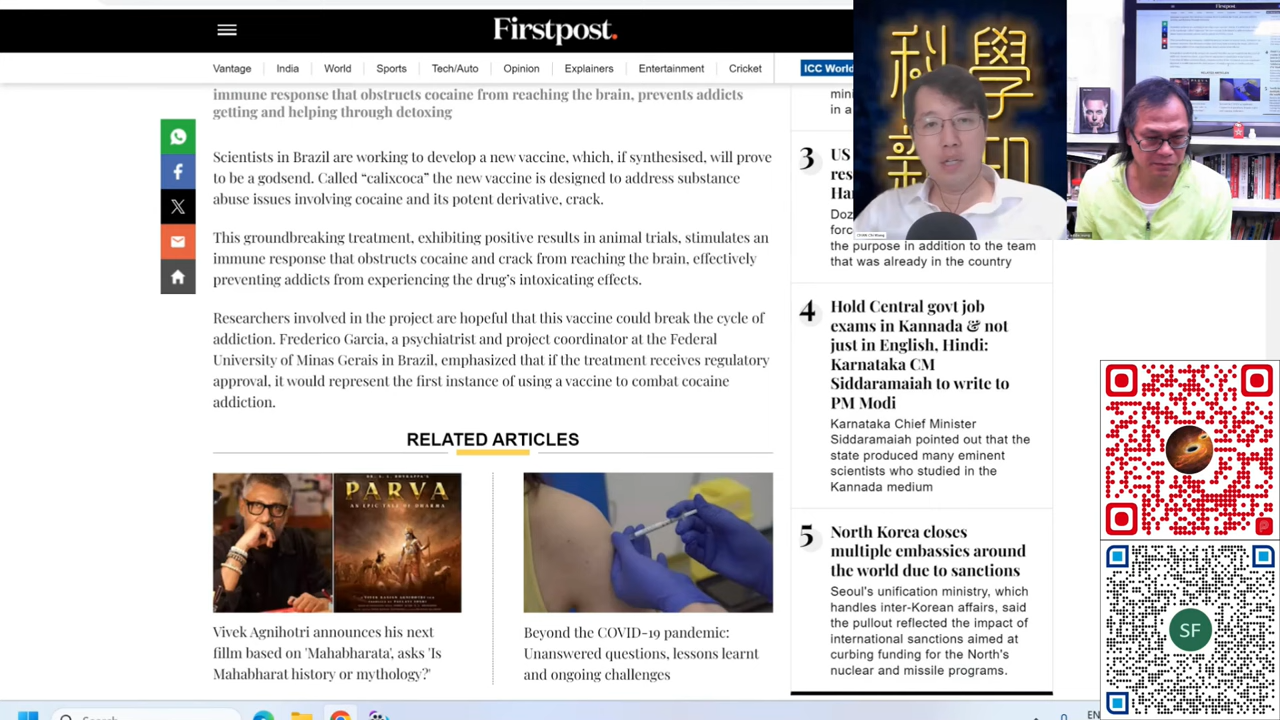 Firstpost.
Vantage India World Sports Tech/A Entertainment Cricket
ICC World
immune response that obstructs cocaine from reaching the brain, prevents addicts
getting and helping them detoxing
Scientists in Brazil are working to develop a new vaccine, which, if synthesised, will prove
to be a godsend. Called “calixcoca” the new vaccine is designed to address substance
abuse issues involving cocaine and its potent derivative, crack.
This groundbreaking treatment, exhibiting positive results in animal trials, stimulates an
immune response that obstructs cocaine and crack from reaching the brain, effectively
preventing addicts from experiencing the drug’s intoxicating effects.
Researchers involved in the project are hopeful that this vaccine could break the cycle of
addiction. Frederico Garcia, a psychiatrist and project coordinator at the Federal
University of Minas Gerais in Brazil, emphasized that if the treatment receives regulatory
approval, it would represent the first instance of using a vaccine to combat cocaine
addiction.
RELATED ARTICLES
PARVA
AN EPIC TALE OF DHARMA
Vivek Agnihotri announces his next
fillm based on 'Mahabharata', asks 'Is
Mahabharat history or mythology?'
Beyond the COVID-19 pandemic:
Unanswered questions, lessons learnt
and ongoing challenges
mini
in a
3
US
res
Har
Doz
forc
the purpose in addition to the team
that was already in the country
4
Hold Central govt job
exams in Kannada & not
just in English, Hindi:
Karnataka CM
Siddaramaiah to write to
PM Modi
Karnataka Chief Minister
Siddaramaiah pointed out that the
state produced many eminent
scientists who studied in the
Kannada medium
5
North Korea closes
multiple embassies around
the world due to sanctions
Seoul's unification ministry, which
handles inter-Korean affairs, said
the pullout reflected the impact of
international sanctions aimed at
curbing funding for the North's
nuclear and missile programs.
科學
新知
SF
Search
EN